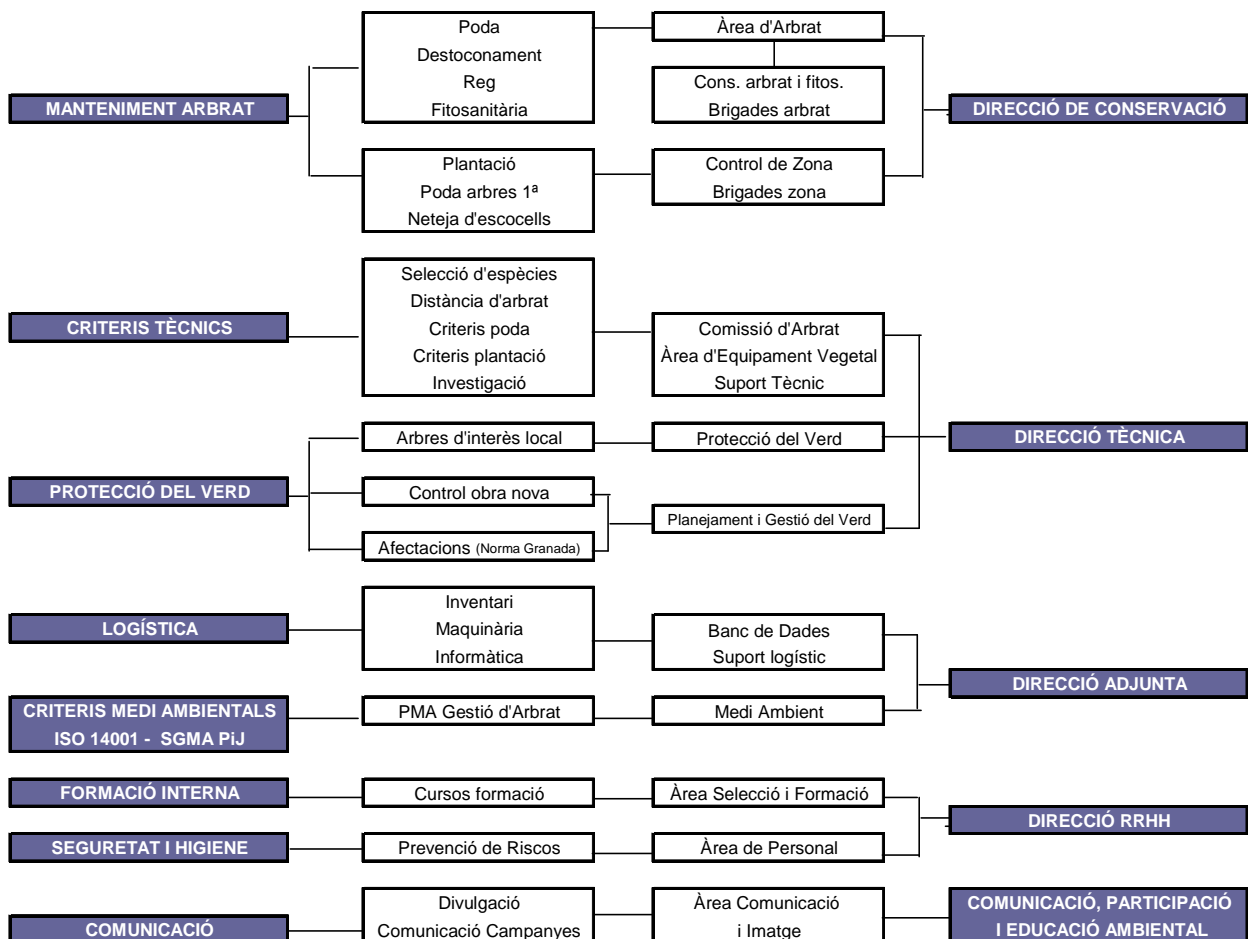 MANTENIMENT ARBRAT
Poda
Destoconament
Reg
Fitosanitària
Àrea d'Arbrat
Cons. arbrat i fitos.
Brigades arbrat
DIRECCIÓ DE CONSERVACIÓ
Plantació
Poda arbres 1ª
Neteja d'escocells
Control de Zona
Brigades zona
CRITERIS TÈCNICS
Selecció d'espècies
Distància d'arbrat
Criteris poda
Criteris plantació
Investigació
Comissió d'Arbrat
Àrea d'Equipament Vegetal
Suport Tècnic
DIRECCIÓ TÈCNICA
PROTECCIÓ DEL VERD
Arbres d'interès local
Protecció del Verd
Control obra nova
Afectacions (Norma Granada)
Planejament i Gestió del Verd
LOGÍSTICA
Inventari
Maquinària
Informàtica
Banc de Dades
Suport logístic
DIRECCIÓ ADJUNTA
CRITERIS MEDI AMBIENTALS
ISO 14001 - SGMA PiJ
PMA Gestió d'Arbrat
Medi Ambient
FORMACIÓ INTERNA
Cursos formació
Àrea Selecció i Formació
DIRECCIÓ RRHH
SEGURETAT I HIGIENE
Prevenció de Riscos
Àrea de Personal
COMUNICACIÓ
Divulgació
Comunicació Campanyes
Àrea Comunicació
i Imatge
COMUNICACIÓ, PARTICIPACIÓ
I EDUCACIÓ AMBIENTAL